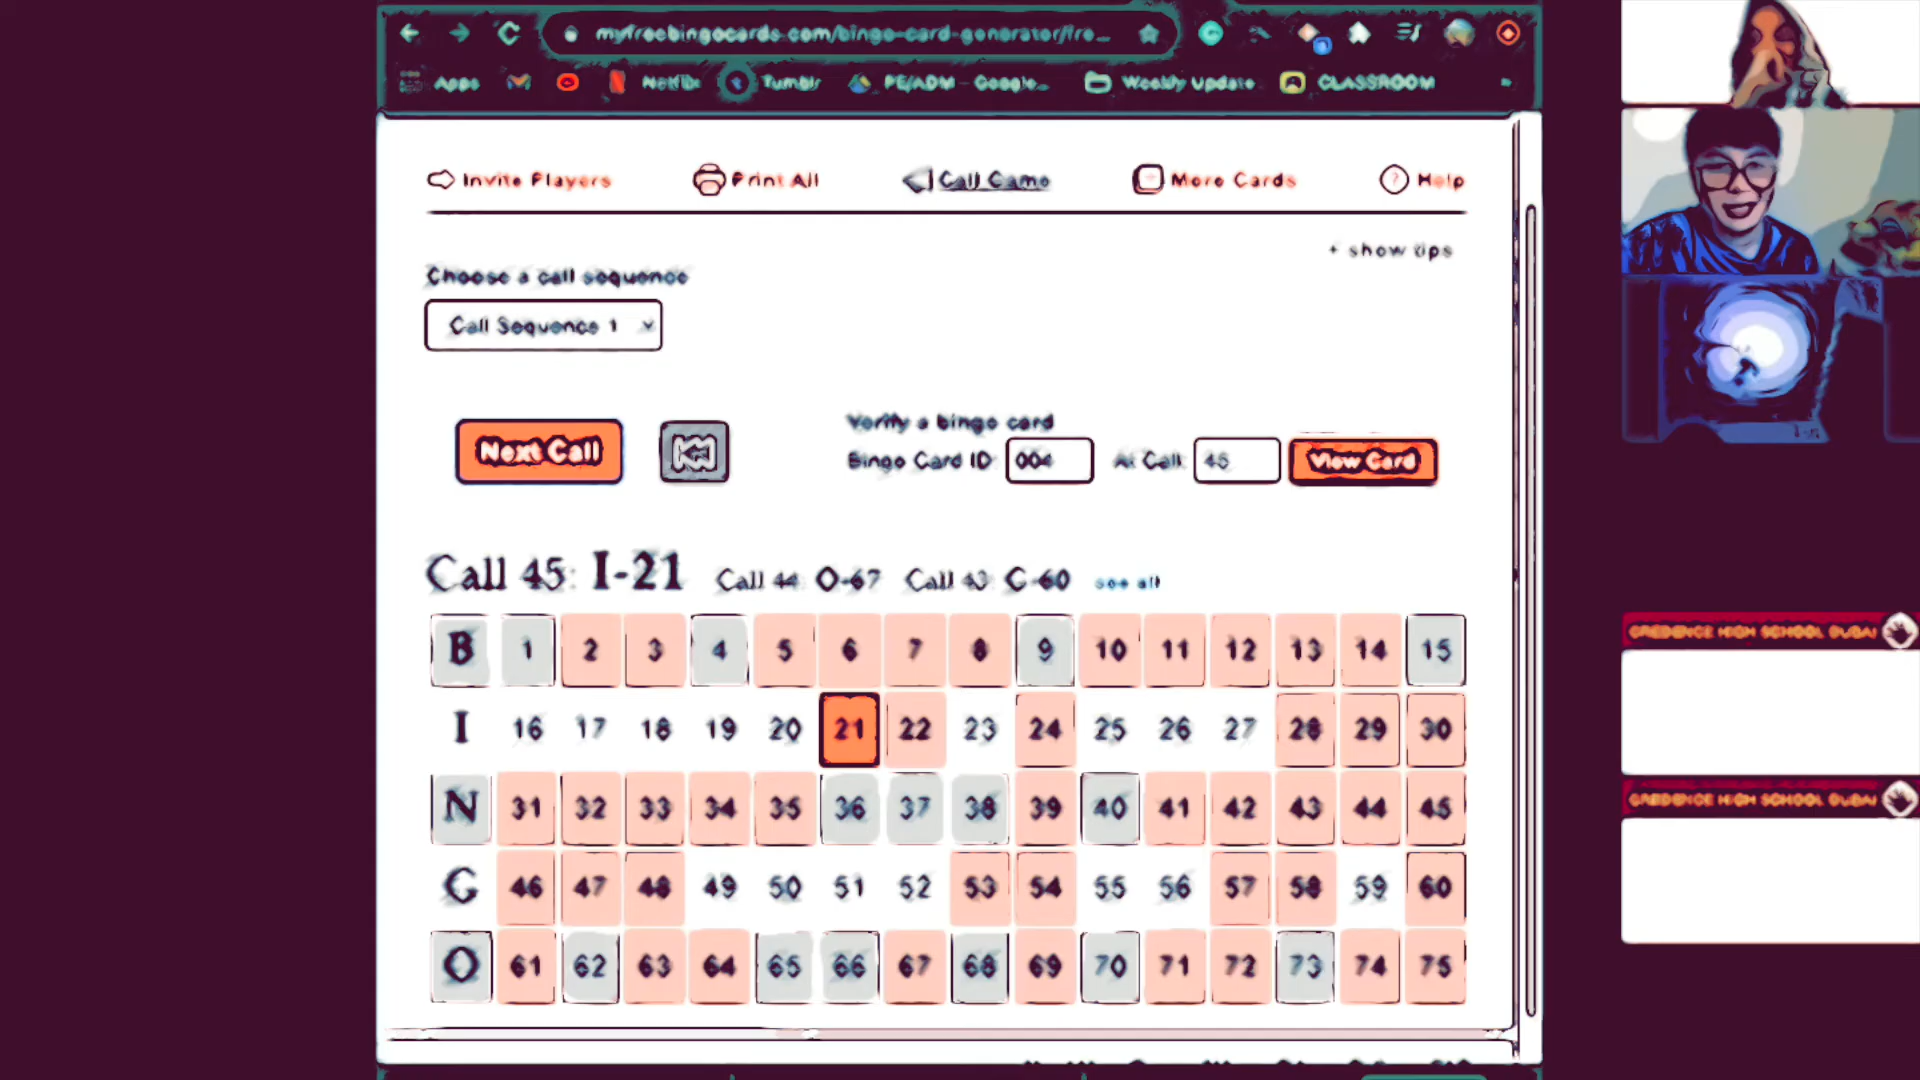 myfreebingocards.com/bingo-card-generator/fre...
Apps Netflix Tumblr PE/ADM - Google... Weekly Update CLASSROOM
Invite Players Print All Call Game More Cards ? Help
+ show tips
Choose a call sequence
Call Sequence 1
Verify a bingo card
Next Call Bingo Card ID 004 At Call 45 View Card
Call 45: I-21 Call 44: O-67 Call 43: G-60 see all
B 1 2 3 4 5 6 7 8 9 10 11 12 13 14 15
I 16 17 18 19 20 21 22 23 24 25 26 27 28 29 30
N 31 32 33 34 35 36 37 38 39 40 41 42 43 44 45
G 46 47 48 49 50 51 52 53 54 55 56 57 58 59 60
O 61 62 63 64 65 66 67 68 69 70 71 72 73 74 75
CREDENCE HIGH SCHOOL DUBAI
CREDENCE HIGH SCHOOL DUBAI